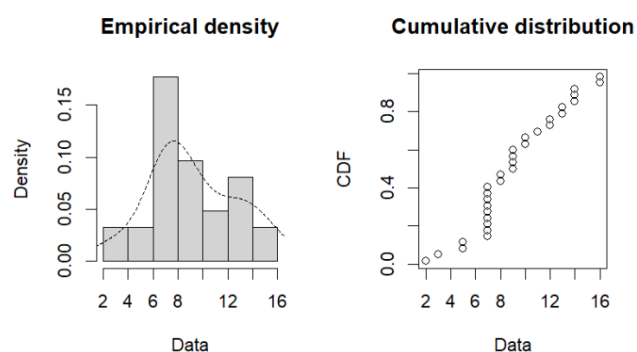 Empirical density
Density
0.00 0.05 0.10 0.15
2 4 6 8 12 16
Data
Cumulative distribution
CDF
0.0 0.4 0.8
2 4 6 8 12 16
Data